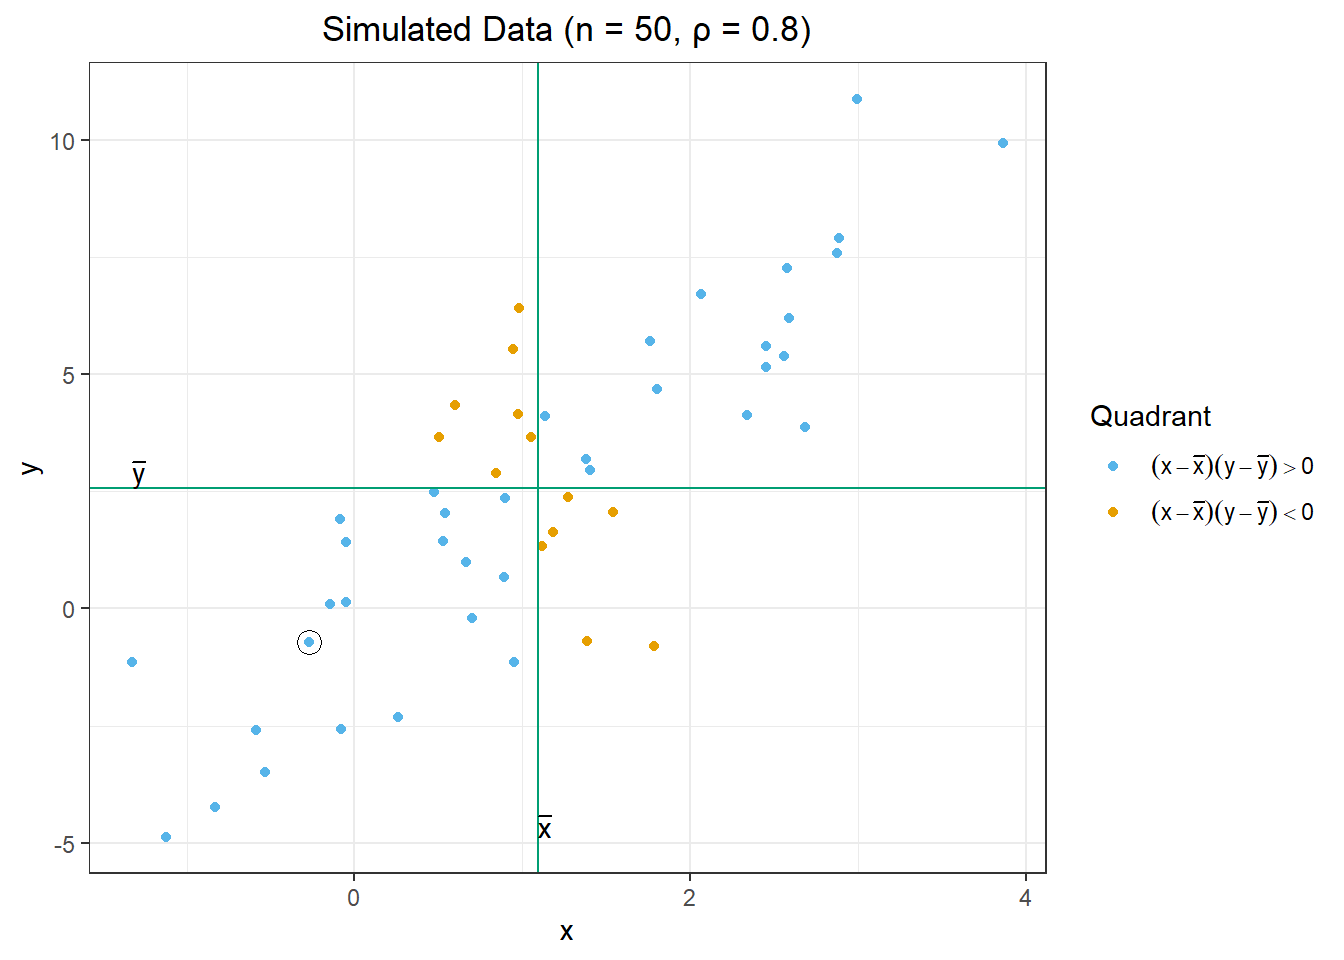 Simulated Data (n = 50, ρ = 0.8)
10
5
0
-5
y
y̅
x̅
0
2
4
x
Quadrant
(x − x̅)(y − y̅) > 0
(x − x̅)(y − y̅) < 0